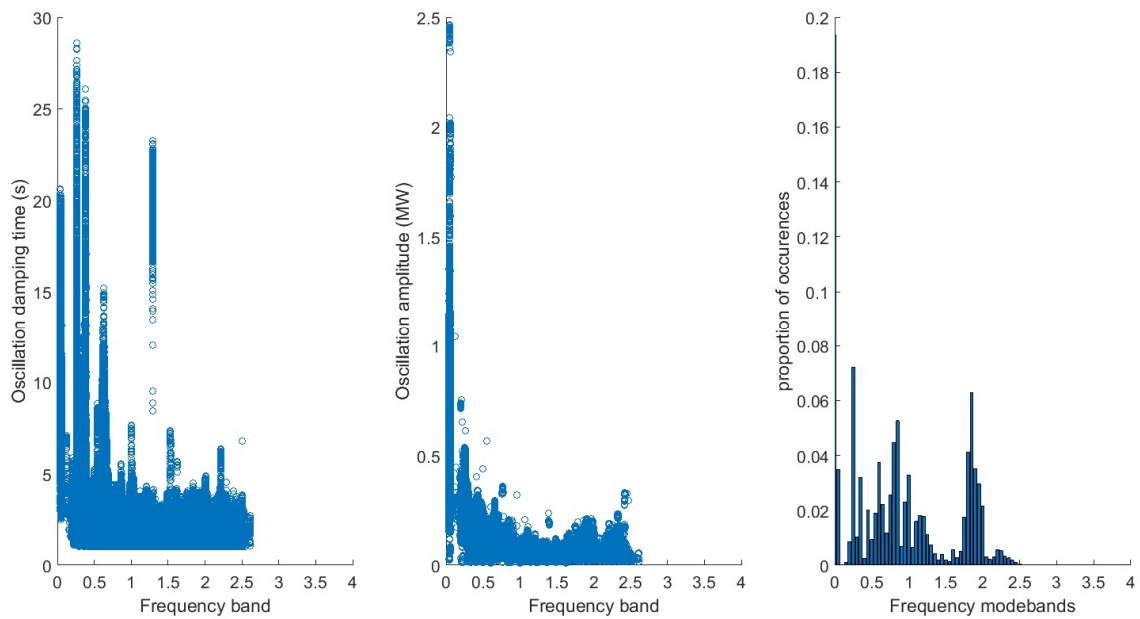 Oscillation damping time (s)
30
25
20
15
10
5
0
0 0.5 1 1.5 2 2.5 3 3.5 4
Frequency band
Oscillation amplitude (MW)
2.5
2
1.5
1
0.5
0
0 0.5 1 1.5 2 2.5 3 3.5 4
Frequency band
proportion of occurences
0.2
0.18
0.16
0.14
0.12
0.1
0.08
0.06
0.04
0.02
0
0 0.5 1 1.5 2 2.5 3 3.5 4
Frequency modebands